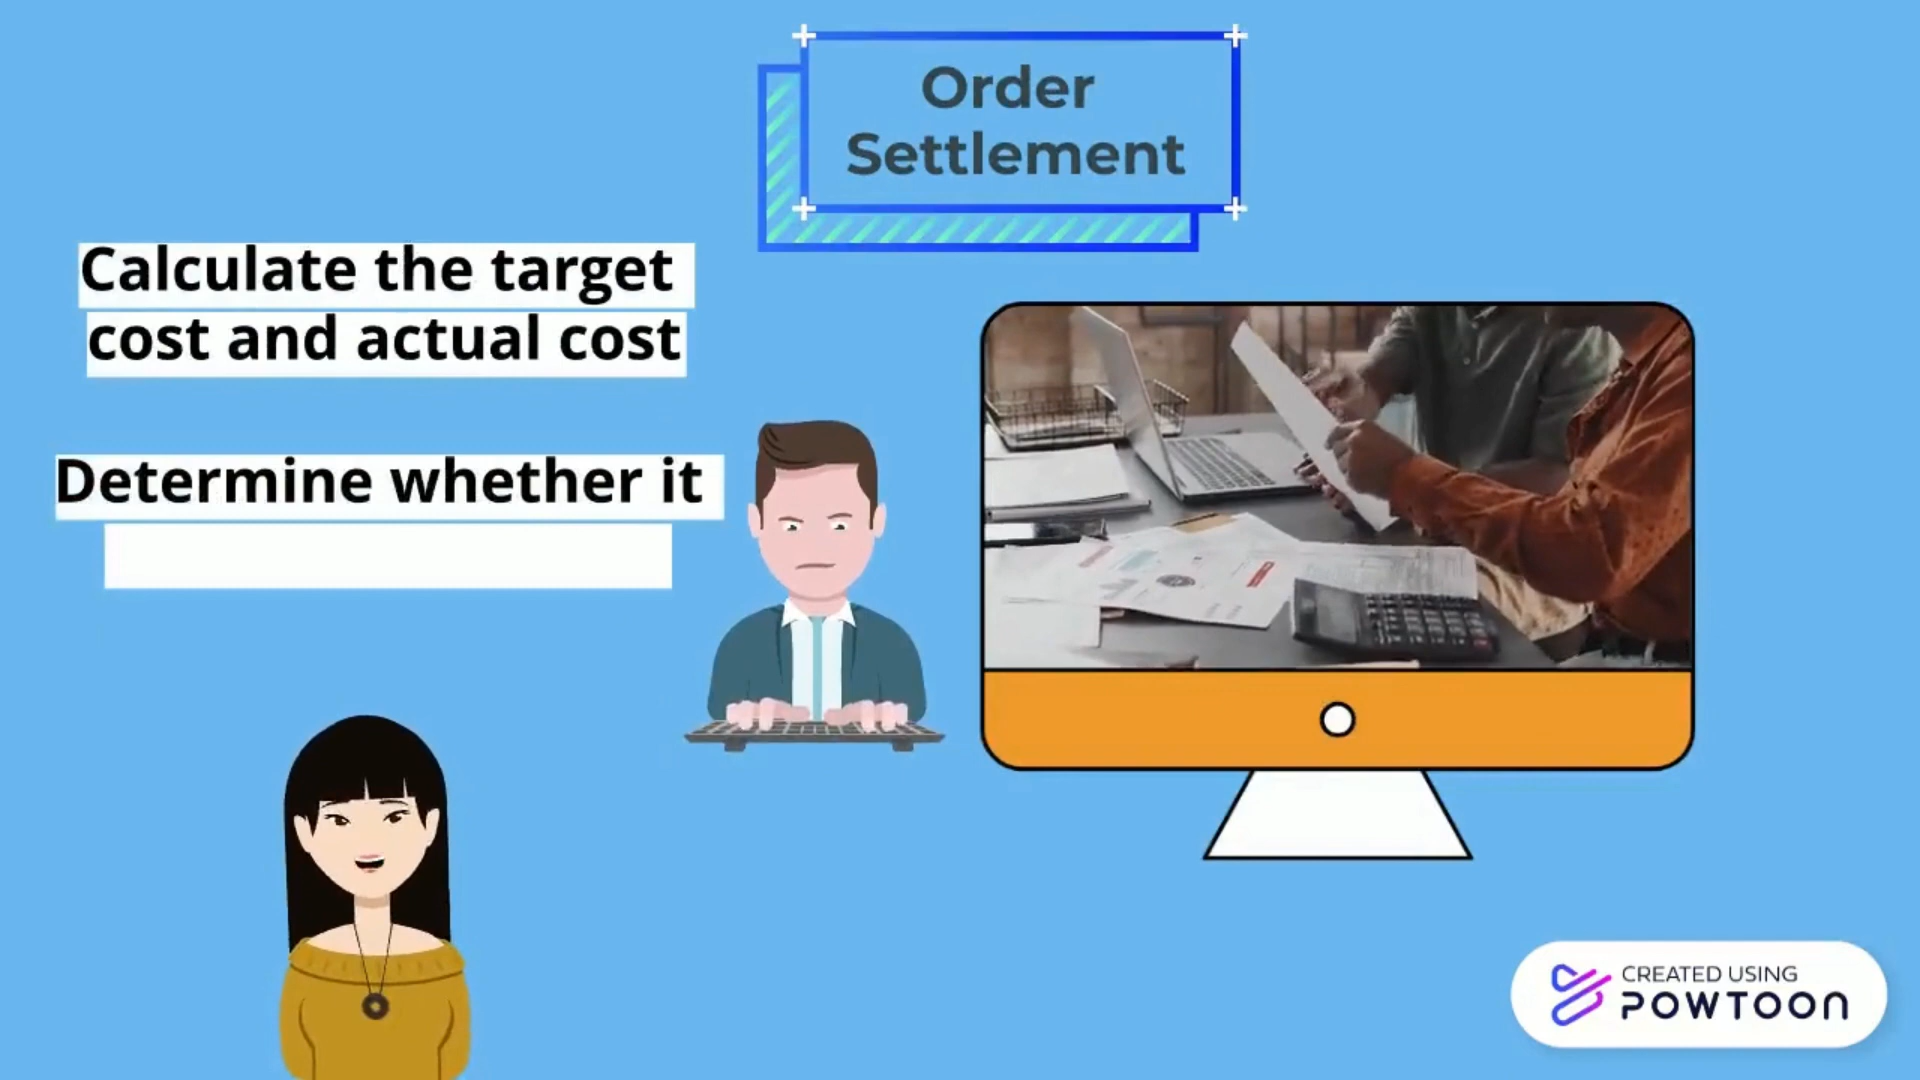 Order
Settlement
Calculate the target
cost and actual cost
Determine whether it
CREATED USING
POWTOON